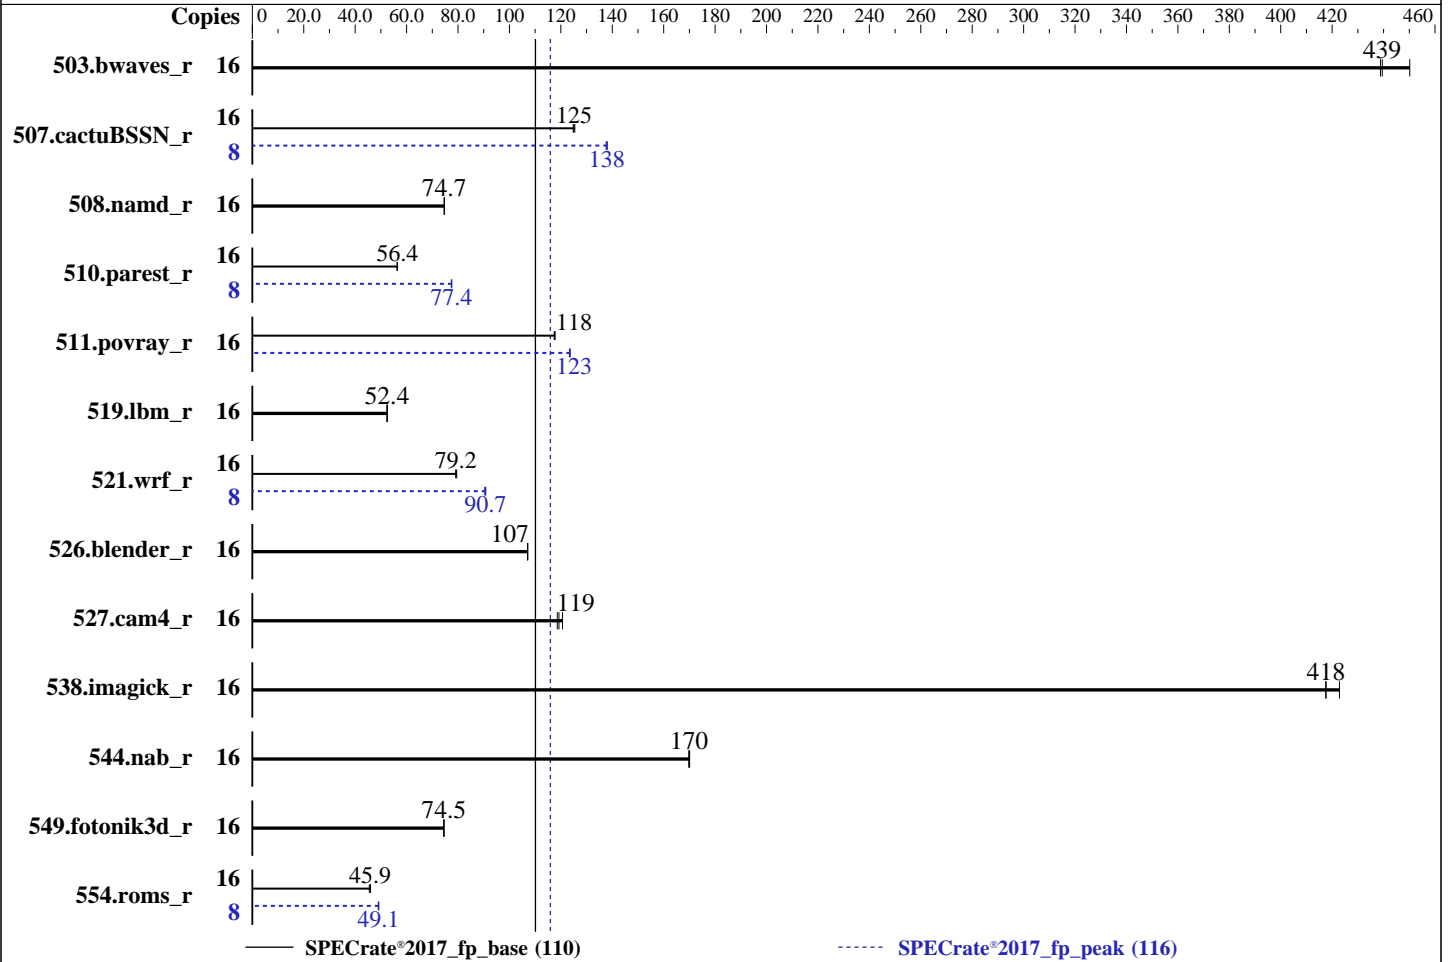 Copies 0 20.0 40.0 60.0 80.0 100 120 140 160 180 200 220 240 260 280 300 320 340 360 380 400 420 460
503.bwaves_r 16 439
507.cactuBSSN_r 16 125
8 138
508.namd_r 16 74.7
510.parest_r 16 56.4
8 77.4
511.povray_r 16 118
123
519.lbm_r 16 52.4
521.wrf_r 16 79.2
8 90.7
526.blender_r 16 107
527.cam4_r 16 119
538.imagick_r 16 418
544.nab_r 16 170
549.fotonik3d_r 16 74.5
554.roms_r 16 45.9
8 49.1
SPECrate®2017_fp_base (110) SPECrate®2017_fp_peak (116)